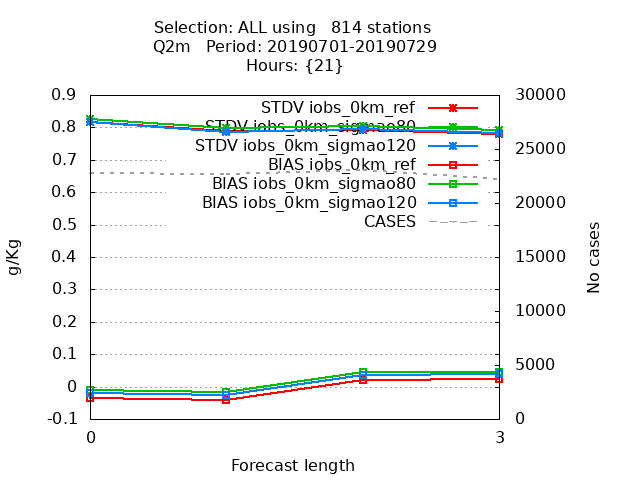 Selection: ALL using   814 stations
Q2m   Period: 20190701-20190729
Hours: {21}
0.9
0.8
0.7
0.6
0.5
0.4
0.3
0.2
0.1
0
-0.1
g/Kg
STDV iobs_0km_ref
STDV iobs_0km_sigmao80
STDV iobs_0km_sigmao120
BIAS iobs_0km_ref
BIAS iobs_0km_sigmao80
BIAS iobs_0km_sigmao120
CASES
30000
25000
20000
15000
10000
5000
0
No cases
0
3
Forecast length